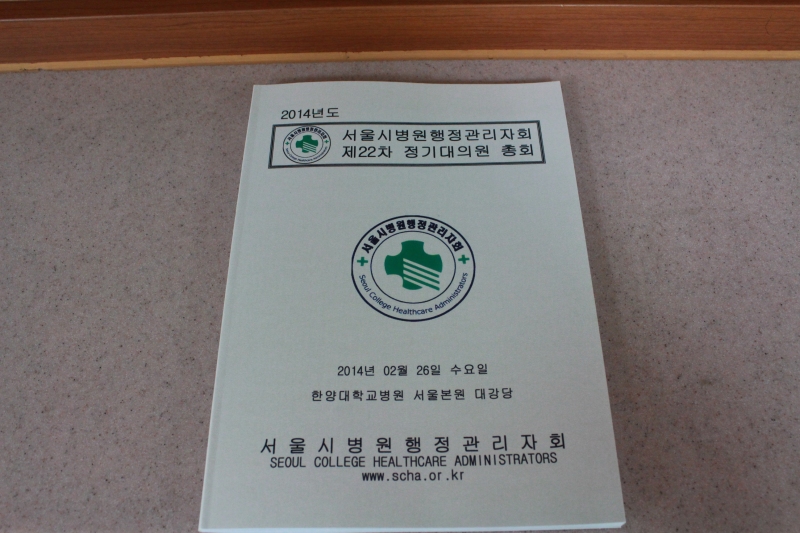 2014년도
서울시병원행정관리자회
제22차 정기대의원 총회
서울시병원행정관리자회
Seoul College Healthcare Administrators
2014년 02월 26일 수요일
한양대학교병원 서울본원 대강당
서울시병원행정관리자회
SEOUL COLLEGE HEALTHCARE ADMINISTRATORS
www.scha.or.kr